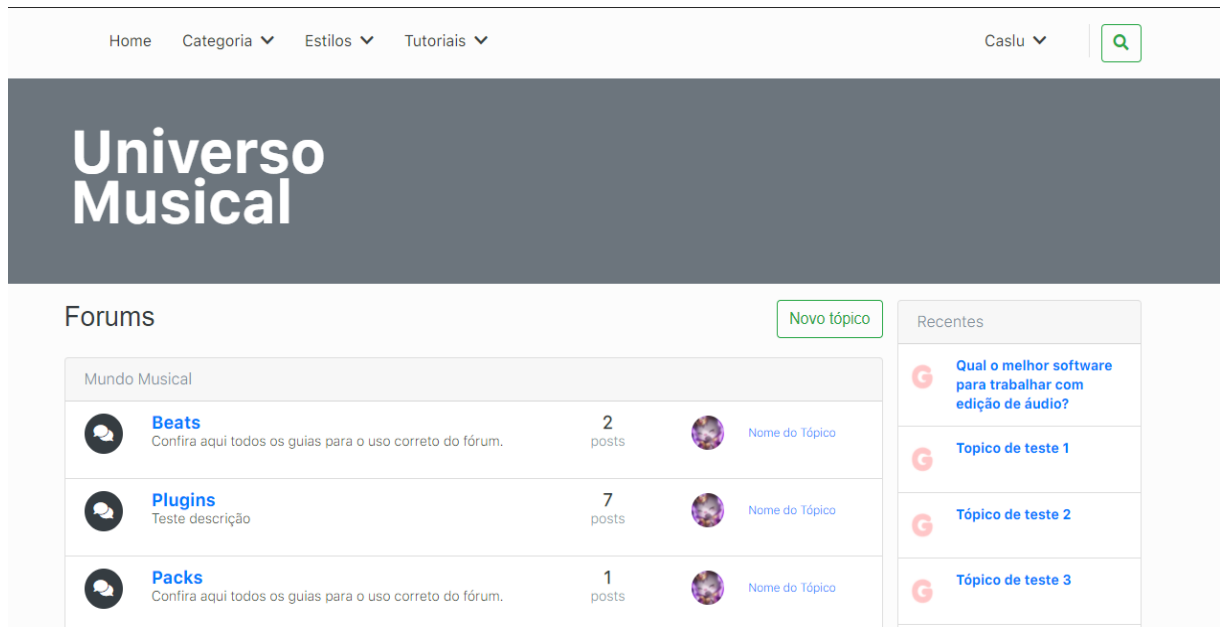 Home Categoria Estilos Tutoriais Caslu
Universo
Musical
Forums
Novo tópico
Mundo Musical
Beats
Confira aqui todos os guias para o uso correto do fórum.
2
posts
Nome do Tópico
Plugins
Teste descrição
7
posts
Nome do Tópico
Packs
Confira aqui todos os guias para o uso correto do fórum.
1
posts
Nome do Tópico
Recentes
G
Qual o melhor software
para trabalhar com
edição de áudio?
G
Topico de teste 1
G
Tópico de teste 2
G
Tópico de teste 3